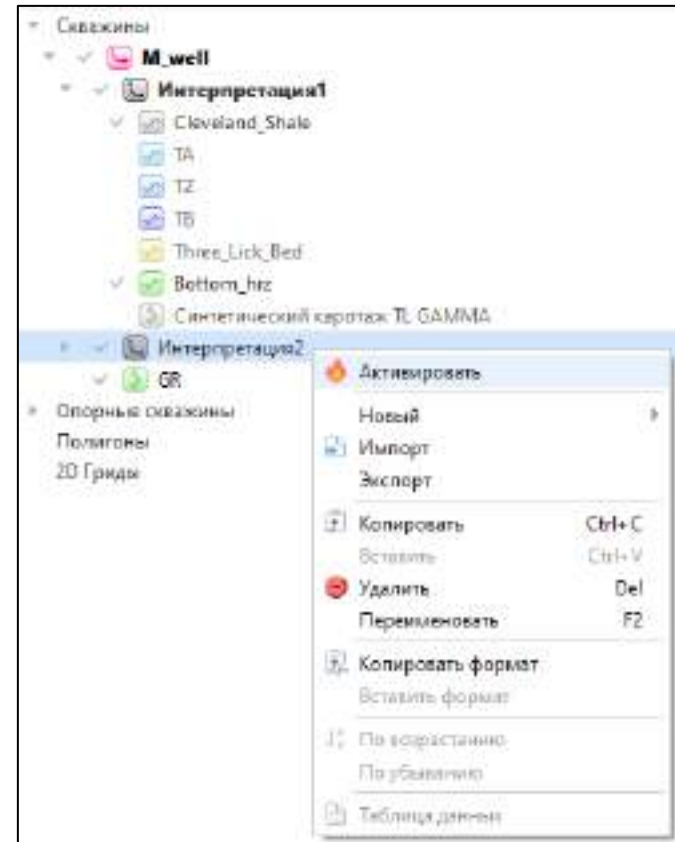 Скважины
M_well
Интерпретация1
Cleveland_Shale
TA
TZ
TB
Three_Lick_Bed
Bottom_hrz
Синтетический каротаж TL GAMMA
Интерпретация2
GR
Опорные скважины
Полигоны
2D Гриды
Активировать
Новый
Импорт
Экспорт
Копировать Ctrl+C
Вставить Ctrl+V
Удалить Del
Переименовать F2
Копировать формат
Вставить формат
По возрастанию
По убыванию
Таблица данных